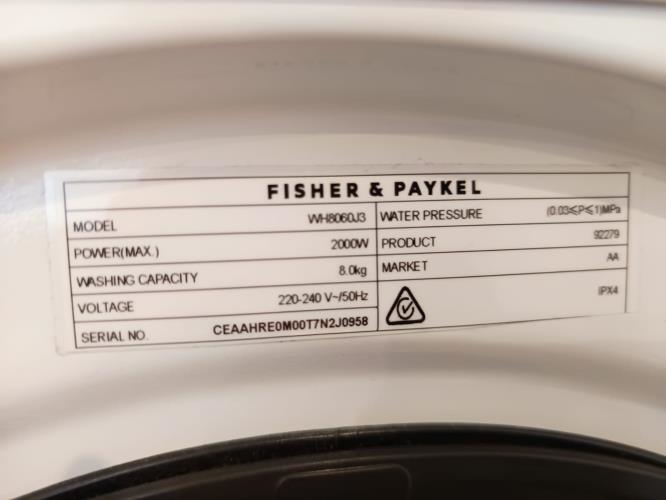 FISHER & PAYKEL
MODEL WH8060J3
POWER(MAX.) 2000W
WASHING CAPACITY 8.0kg
VOLTAGE 220-240 V~/50Hz
SERIAL NO. CEAAHRE0M00T7N2J0958
WATER PRESSURE (0.03≤P≤1)MPa
PRODUCT 92279
MARKET AA
IPX4